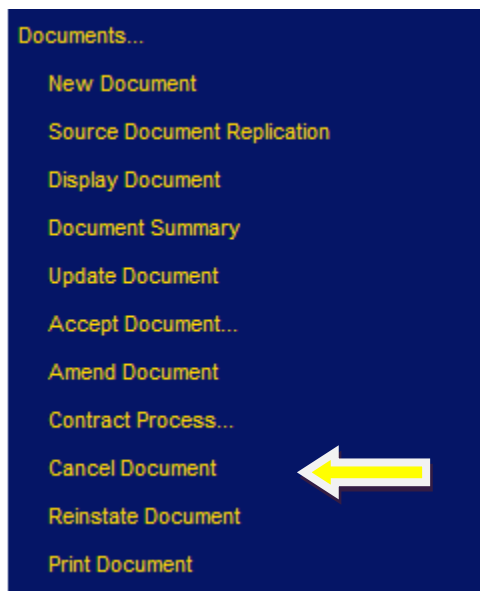 Documents...
New Document
Source Document Replication
Display Document
Document Summary
Update Document
Accept Document...
Amend Document
Contract Process...
Cancel Document
Reinstate Document
Print Document